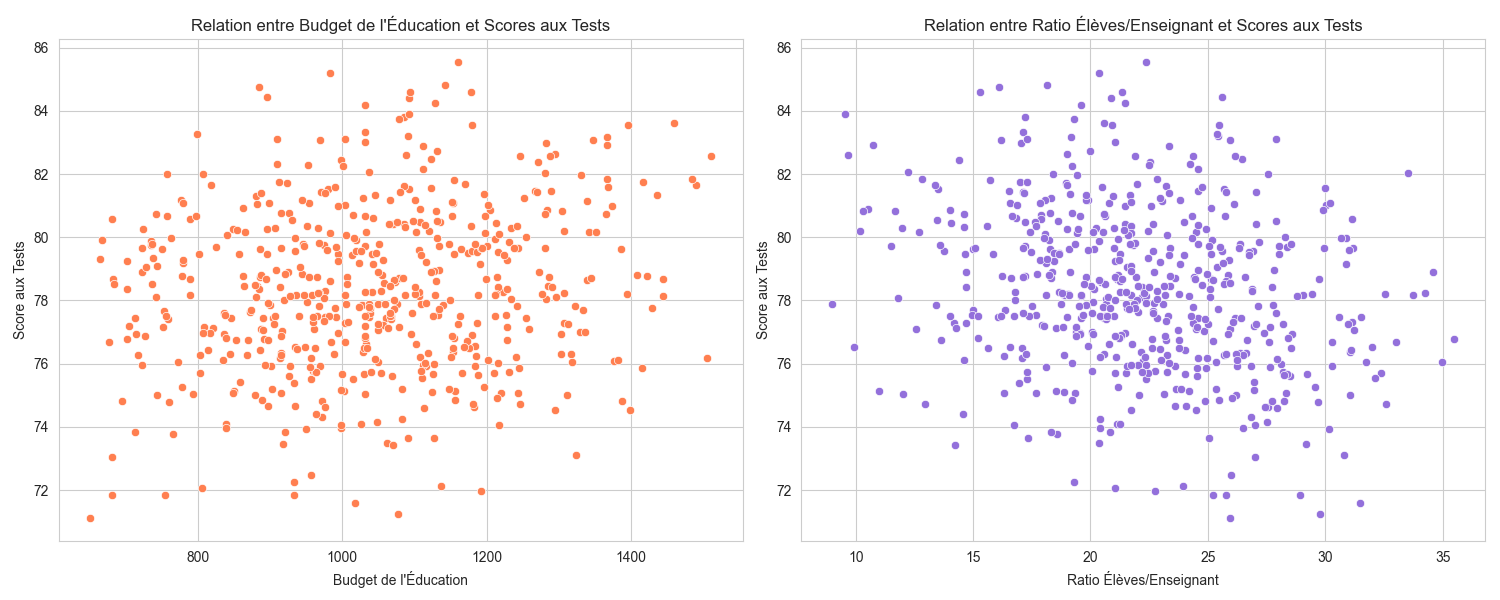 Relation entre Budget de l'Éducation et Scores aux Tests
86
84
82
80
78
76
74
72
Score aux Tests
800 1000 1200 1400
Budget de l'Éducation
Relation entre Ratio Élèves/Enseignant et Scores aux Tests
86
84
82
80
78
76
74
72
Score aux Tests
10 15 20 25 30 35
Ratio Élèves/Enseignant